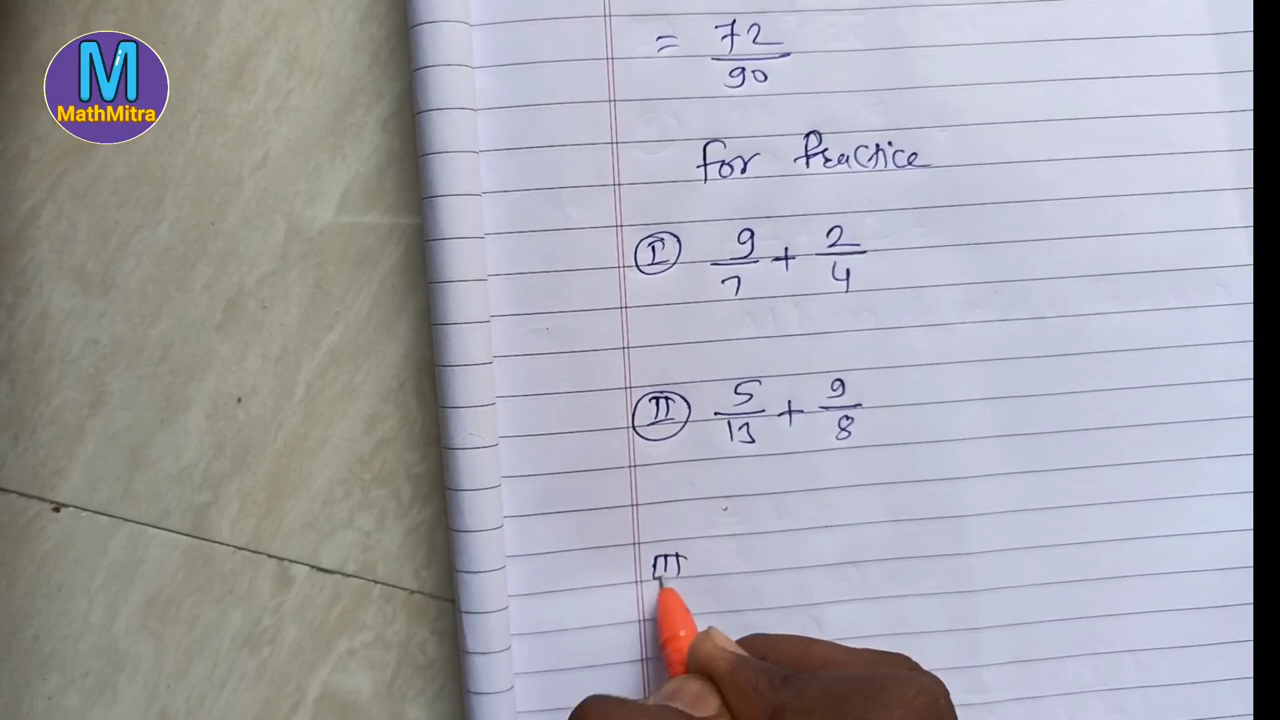 M
MathMitra
= 72/90
for Practice
I 9/7 + 2/4
II 5/13 + 9/8
III